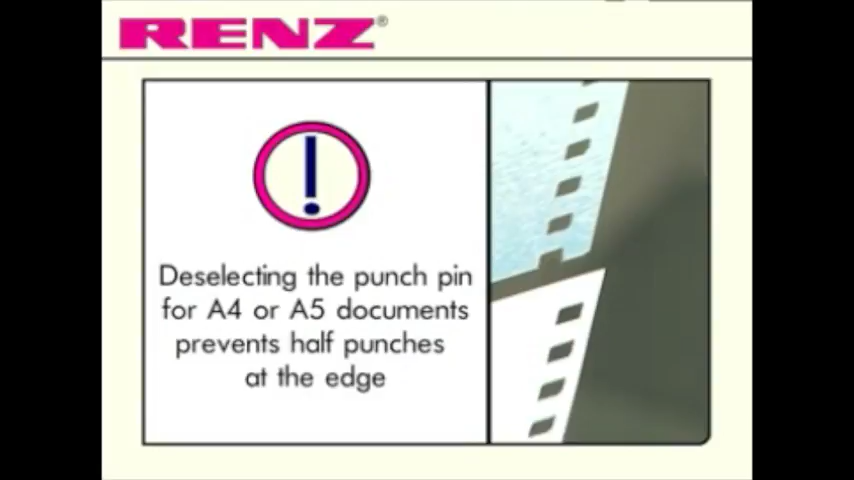 RENZ®
Deselecting the punch pin
for A4 or A5 documents
prevents half punches
at the edge